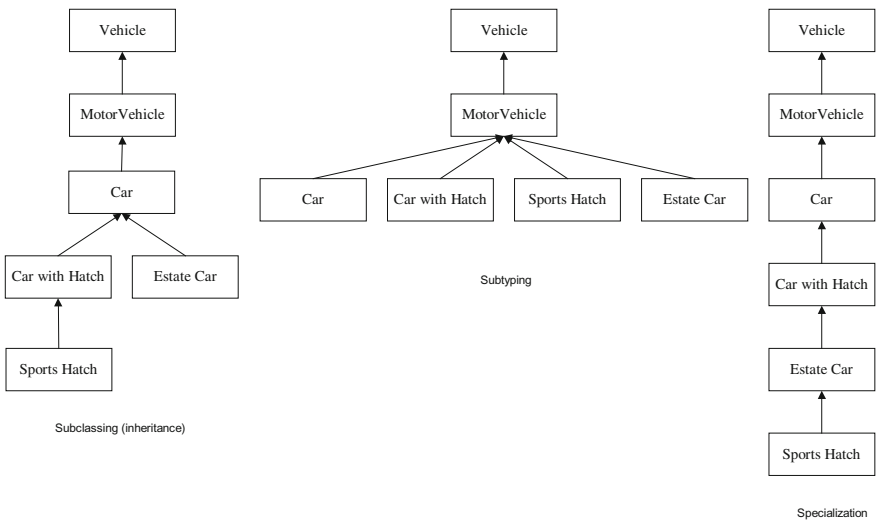 Vehicle
MotorVehicle
Car
Car with Hatch
Estate Car
Sports Hatch
Subclassing (inheritance)
Vehicle
MotorVehicle
Car
Car with Hatch
Sports Hatch
Estate Car
Subtyping
Vehicle
MotorVehicle
Car
Car with Hatch
Estate Car
Sports Hatch
Specialization